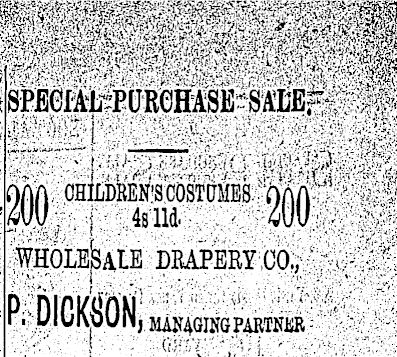 SPECIAL PURCHASE SALE.
200 CHILDREN'S COSTUMES 200
4s 11d.
WHOLESALE DRAPERY CO.,
P. DICKSON, MANAGING PARTNER